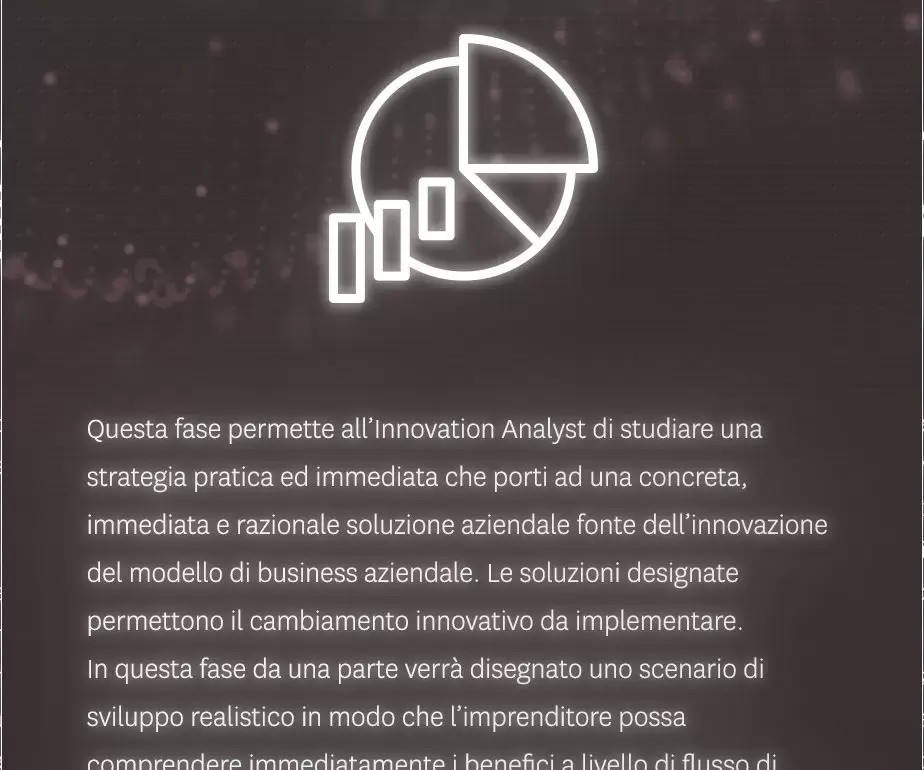 Questa fase permette all’Innovation Analyst di studiare una
strategia pratica ed immediata che porti ad una concreta,
immediata e razionale soluzione aziendale fonte dell’innovazione
del modello di business aziendale. Le soluzioni designate
permettono il cambiamento innovativo da implementare.
In questa fase da una parte verrà disegnato uno scenario di
sviluppo realistico in modo che l’imprenditore possa
comprendere immediatamente i benefici a livello di flusso di